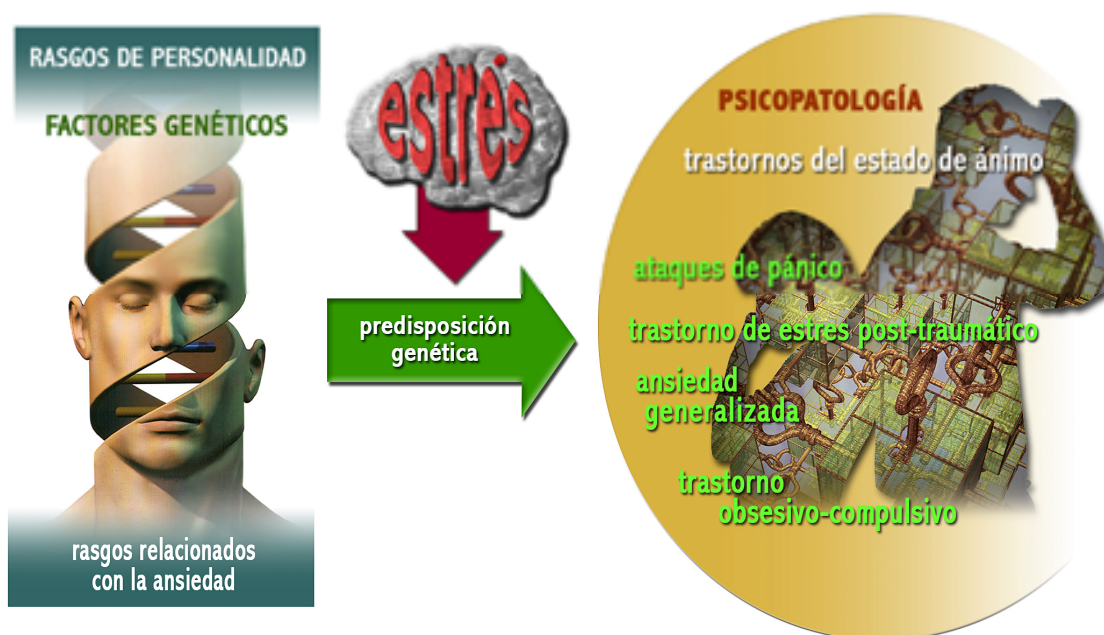 RASGOS DE PERSONALIDAD
FACTORES GENÉTICOS
rasgos relacionados
con la ansiedad
estrés
predisposición
genética
PSICOPATOLOGÍA
trastornos del estado de ánimo
ataques de pánico
trastorno de estres post-traumático
ansiedad
generalizada
trastorno
obsesivo-compulsivo